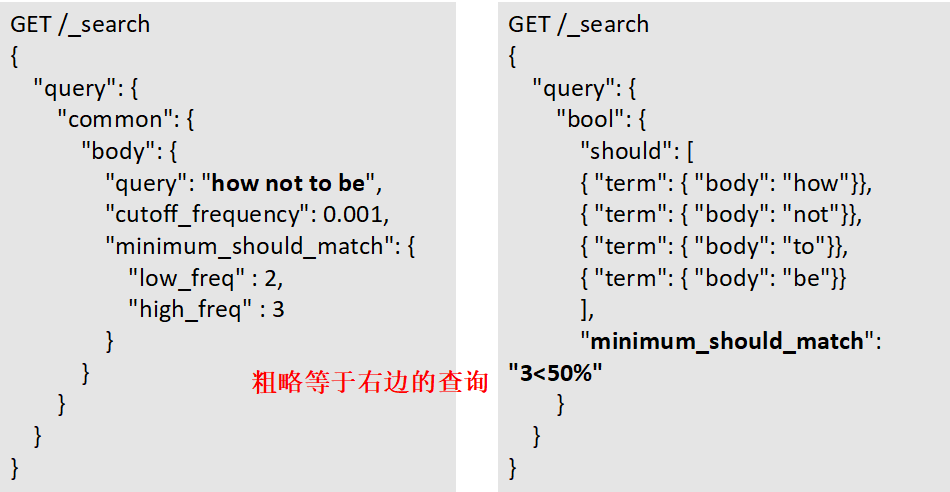 GET /_search
{
"query": {
"common": {
"body": {
"query": "how not to be",
"cutoff_frequency": 0.001,
"minimum_should_match": {
"low_freq" : 2,
"high_freq" : 3
}
}
}
}
}
粗略等于右边的查询
GET /_search
{
"query": {
"bool": {
"should": [
{ "term": { "body": "how"}},
{ "term": { "body": "not"}},
{ "term": { "body": "to"}},
{ "term": { "body": "be"}}
],
"minimum_should_match":
"3<50%"
}
}
}